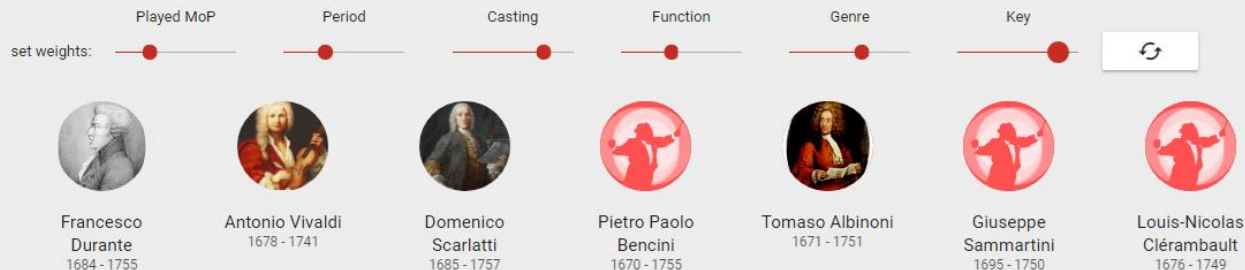 Played MoP Period Casting Function Genre Key
set weights:
Francesco
Durante
1684 - 1755
Antonio Vivaldi
1678 - 1741
Domenico
Scarlatti
1685 - 1757
Pietro Paolo
Bencini
1670 - 1755
Tomaso Albinoni
1671 - 1751
Giuseppe
Sammartini
1695 - 1750
Louis-Nicolas
Clérambault
1676 - 1749